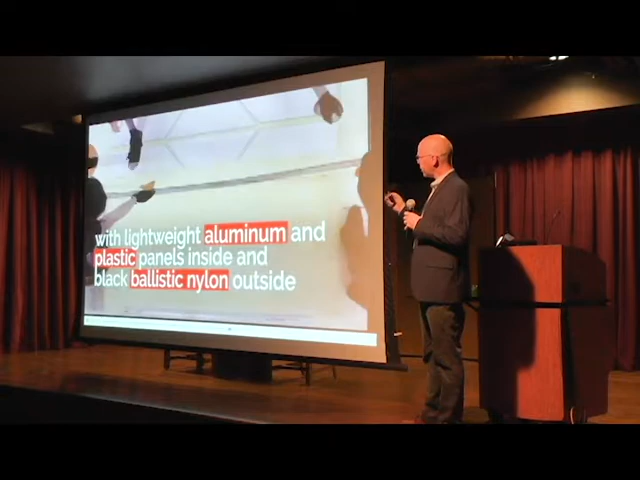 with lightweight aluminum and
plastic panels inside and
black ballistic nylon outside